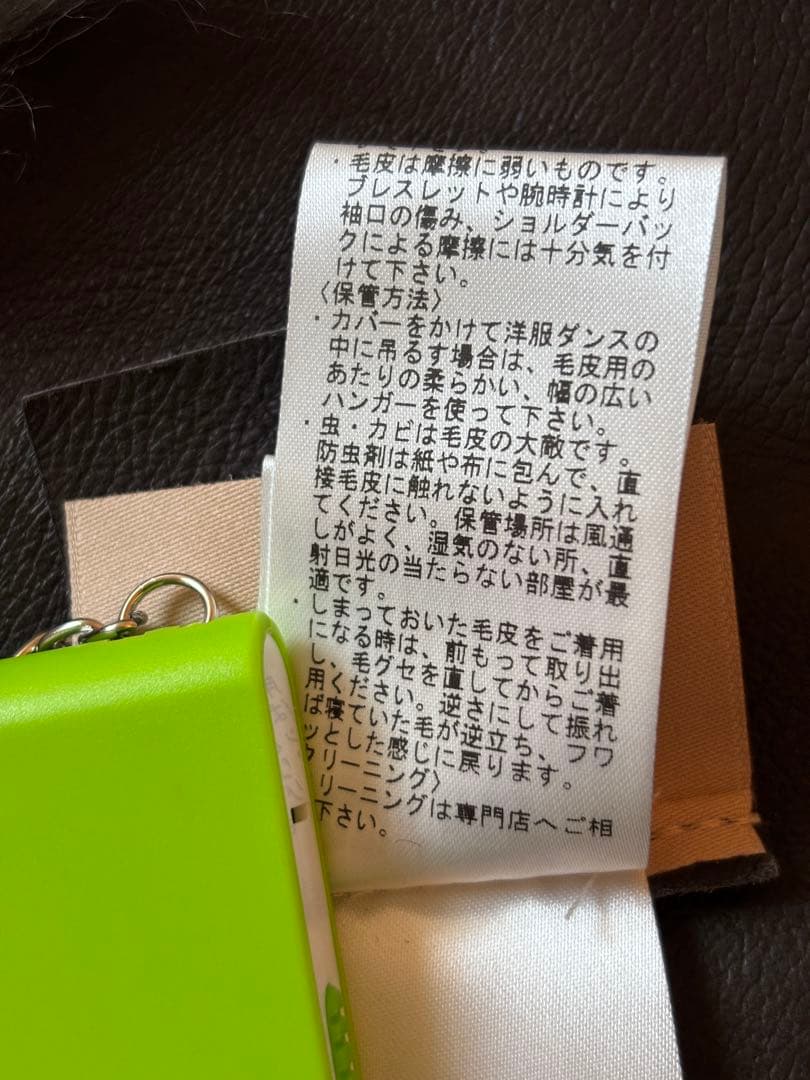 ・毛皮は摩擦に弱いものです。
ブレスレットや腕時計により
袖口の傷み、ショルダーバッ
クによる摩擦には十分気を付
けて下さい。
〈保管方法〉
・カバーをかけて洋服ダンスの
中に吊るす場合は、毛皮用の
あたりの柔らかい、幅の広い
ハンガーを使って下さい。
・虫・カビは毛皮の大敵です。
防虫剤は紙や布に包んで、直
接毛皮に触れないように入れ
てください。保管場所は風通
しがよく、湿気のない所、直
射日光の当たらない部屋が最
適です。
・しまっておいた毛皮をご着用
になる時は、前もって取り出
し、毛グセを直してからご着
用ください。逆さにして振れ
ば寝ていた毛が逆立ち、フワ
ッとした感じに戻ります。
クリーニング〉
リーニングは専門店へご相
下さい。